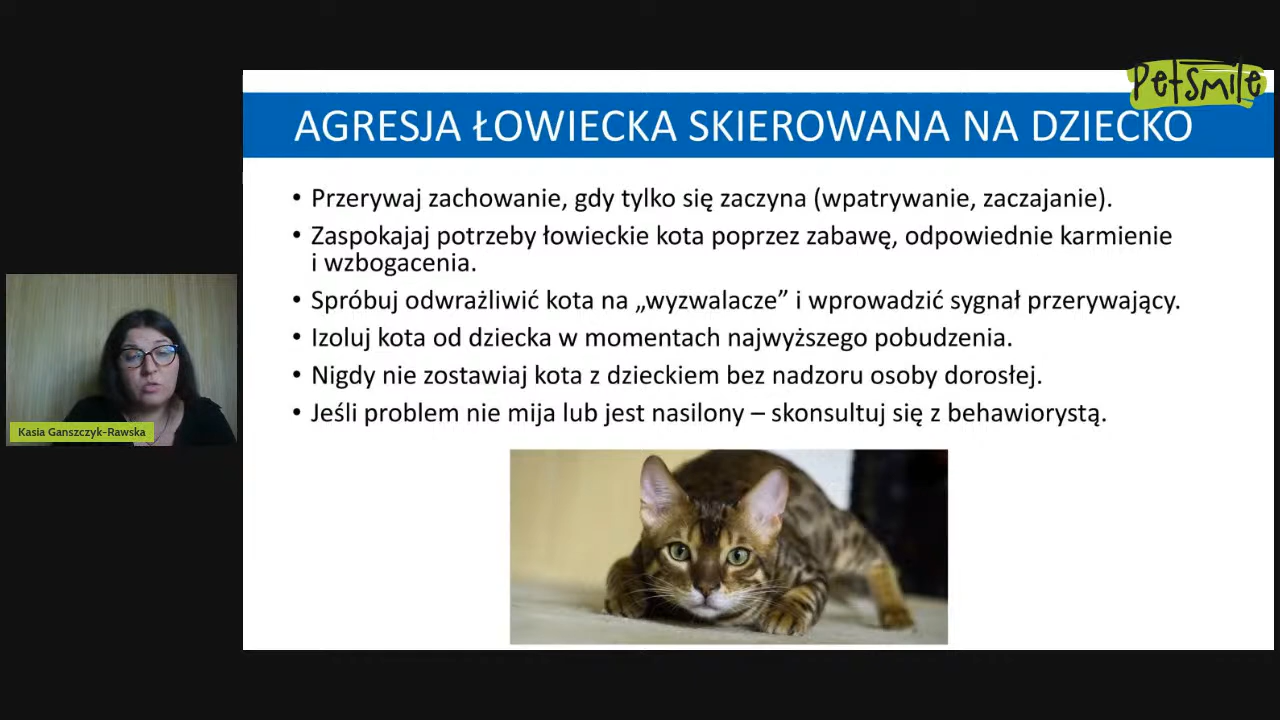 PetSmile
AGRESJA ŁOWIECKA SKIEROWANA NA DZIECKO
• Przerywaj zachowanie, gdy tylko się zaczyna (wpatrywanie, zaczajanie).
• Zaspokajaj potrzeby łowieckie kota poprzez zabawę, odpowiednie karmienie
i wzbogacenia.
• Spróbuj odwrażliwić kota na „wyzwalacze” i wprowadzić sygnał przerywający.
• Izoluj kota od dziecka w momentach najwyższego pobudzenia.
• Nigdy nie zostawiaj kota z dzieckiem bez nadzoru osoby dorosłej.
• Jeśli problem nie mija lub jest nasilony – skonsultuj się z behawiorystą.
Kasia Ganszczyk-Rawska